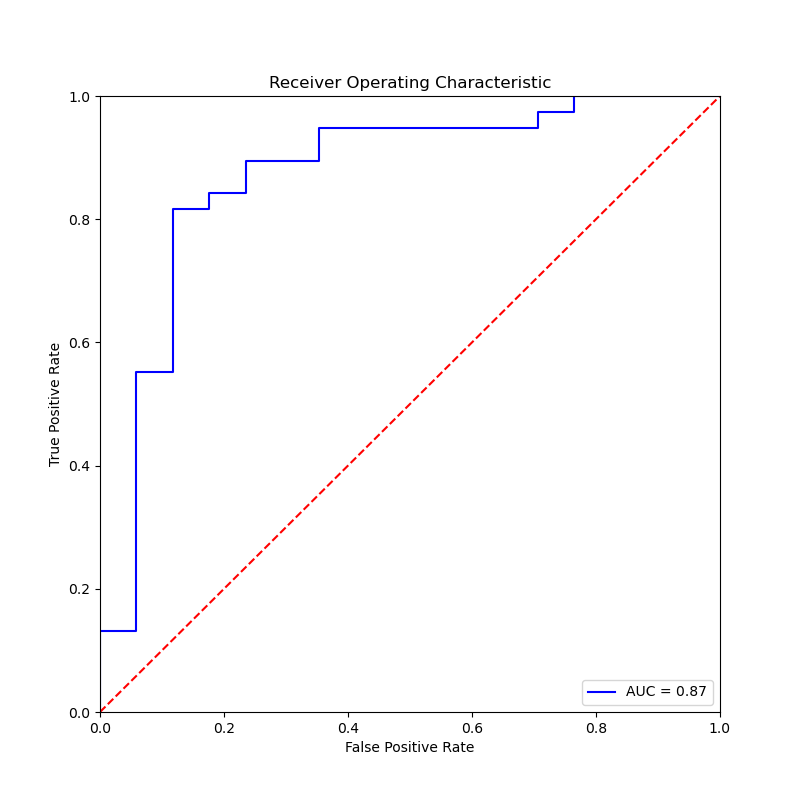 Receiver Operating Characteristic
1.0
0.8
0.6
0.4
0.2
0.0
True Positive Rate
AUC = 0.87
0.0 0.2 0.4 0.6 0.8 1.0
False Positive Rate